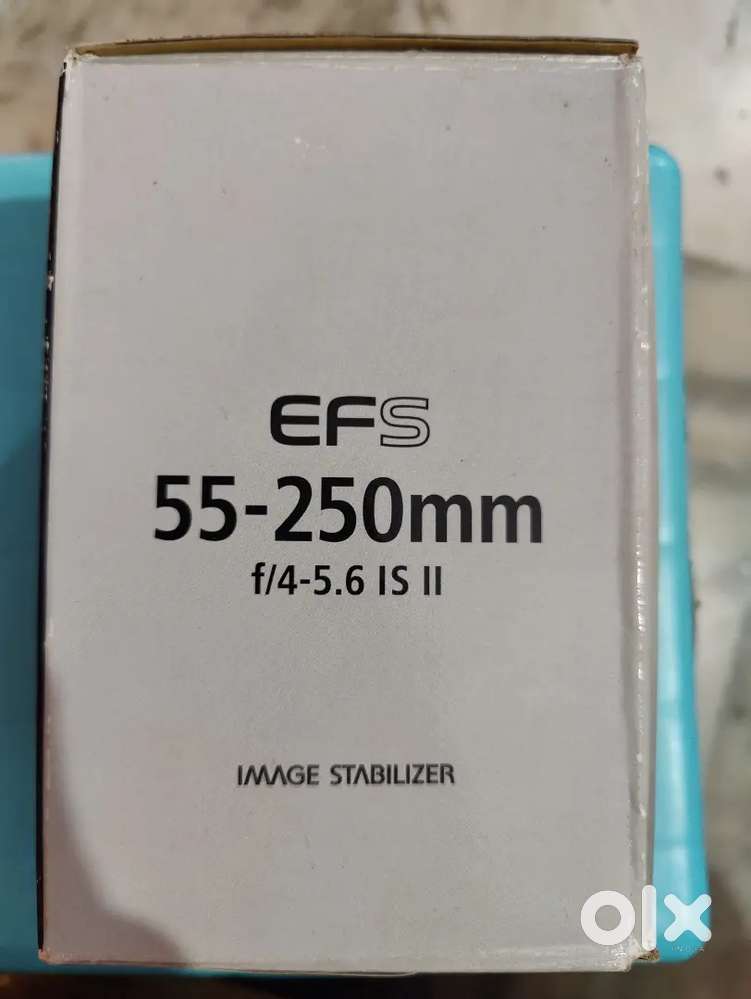 EFS
55-250mm
f/4-5.6 IS II
IMAGE STABILIZER
olx